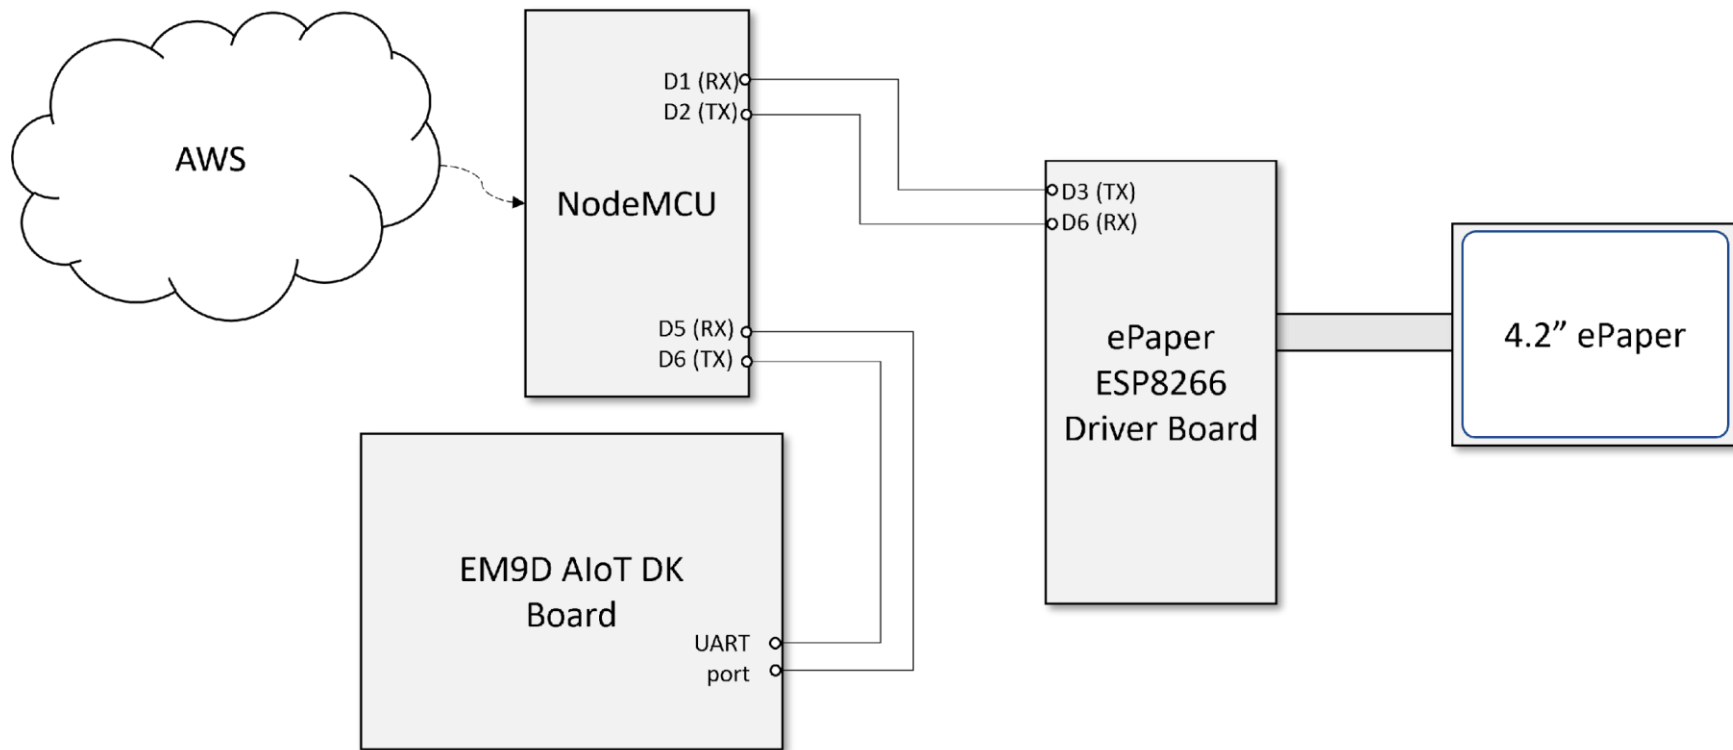 AWS
D1 (RX)
D2 (TX)
NodeMCU
D5 (RX)
D6 (TX)
D3 (TX)
D6 (RX)
ePaper
ESP8266
Driver Board
4.2” ePaper
EM9D AIoT DK
Board
UART
port